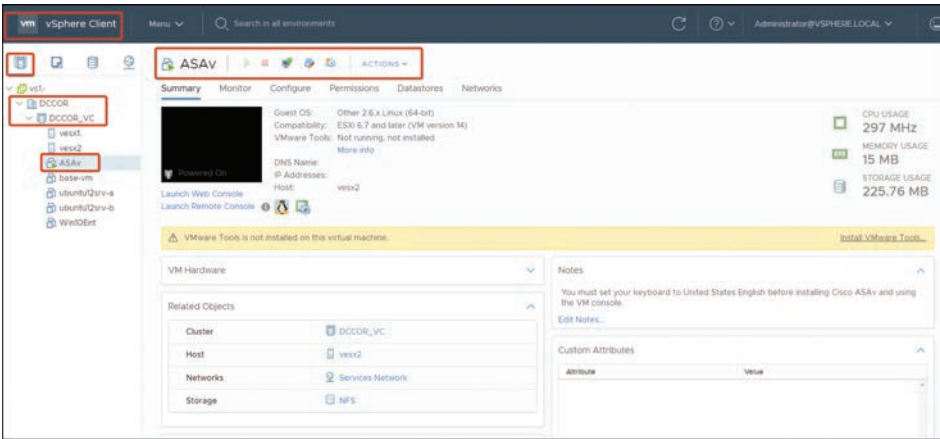 vm vSphere Client Menu Search in all environments Administrator@VSPHERE.LOCAL
ASAv ACTIONS
Summary Monitor Configure Permissions Datastores Networks
DCCOR
DCCOR_VC
vesx1
vesx2
ASAv
base-vm
ubuntu12srv-a
ubuntu12srv-b
Win10Ent
Powered On
Launch Web Console
Launch Remote Console
Guest OS: Other 2.6.x Linux (64-bit)
Compatibility: ESXi 6.7 and later (VM version 14)
VMware Tools: Not running, not installed
More info
DNS Name:
IP Addresses:
Host: vesx2
CPU USAGE
297 MHz
MEMORY USAGE
15 MB
STORAGE USAGE
225.76 MB
VMware Tools is not installed on this virtual machine. Install VMware Tools...
VM Hardware
Related Objects
Cluster DCCOR_VC
Host vesx2
Networks Services Network
Storage NFS
Notes
You must set your keyboard to United States English before installing Cisco ASAv and using
the VM console.
Edit Notes...
Custom Attributes
Attribute Value